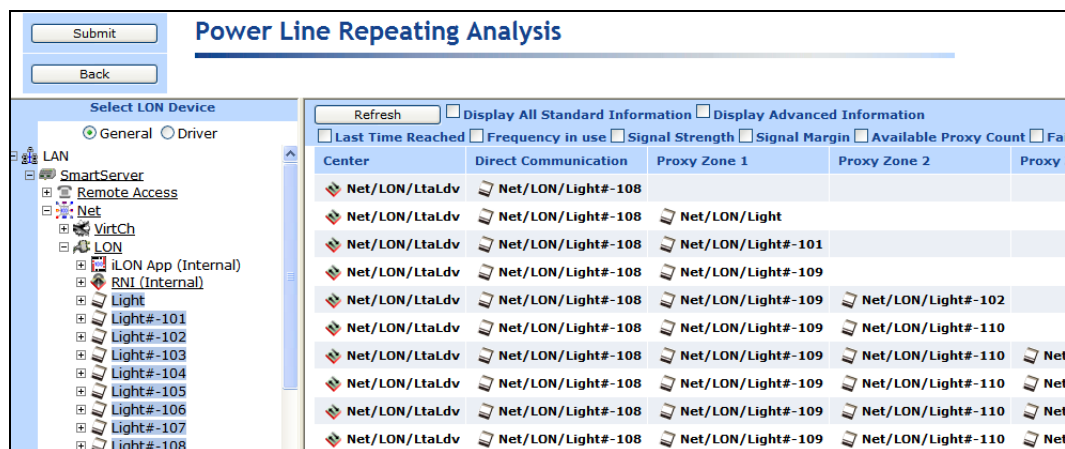 Submit
Power Line Repeating Analysis
Back
Select LON Device
General Driver
LAN
SmartServer
Remote Access
Net
VirtCh
LON
iLON App (Internal)
RNI (Internal)
Light
Light#-101
Light#-102
Light#-103
Light#-104
Light#-105
Light#-106
Light#-107
Light#-108
Refresh Display All Standard Information Display Advanced Information
Last Time Reached Frequency in use Signal Strength Signal Margin Available Proxy Count Fai
Center Direct Communication Proxy Zone 1 Proxy Zone 2 Proxy
Net/LON/LtaLdv Net/LON/Light#-108
Net/LON/LtaLdv Net/LON/Light#-108 Net/LON/Light
Net/LON/LtaLdv Net/LON/Light#-108 Net/LON/Light#-101
Net/LON/LtaLdv Net/LON/Light#-108 Net/LON/Light#-109
Net/LON/LtaLdv Net/LON/Light#-108 Net/LON/Light#-109 Net/LON/Light#-102
Net/LON/LtaLdv Net/LON/Light#-108 Net/LON/Light#-109 Net/LON/Light#-110
Net/LON/LtaLdv Net/LON/Light#-108 Net/LON/Light#-109 Net/LON/Light#-110 Net
Net/LON/LtaLdv Net/LON/Light#-108 Net/LON/Light#-109 Net/LON/Light#-110 Net
Net/LON/LtaLdv Net/LON/Light#-108 Net/LON/Light#-109 Net/LON/Light#-110 Net
Net/LON/LtaLdv Net/LON/Light#-108 Net/LON/Light#-109 Net/LON/Light#-110 Net